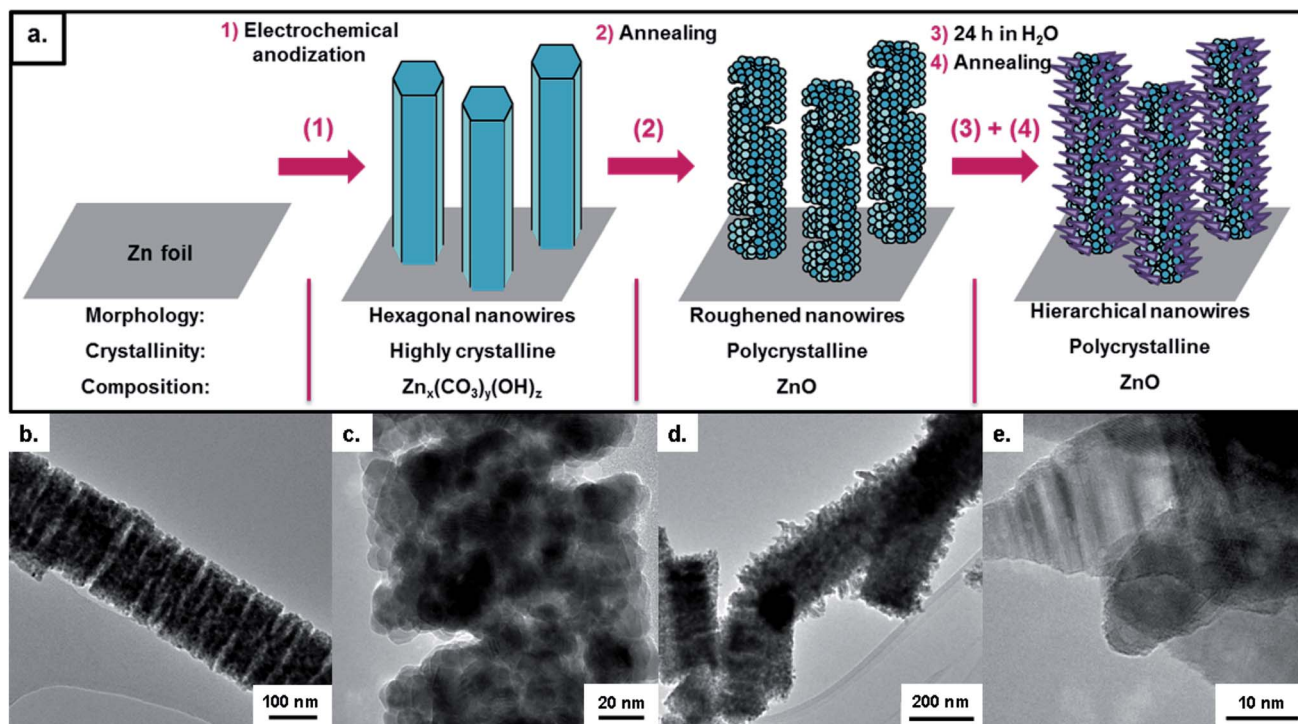 a.
1) Electrochemical
anodization
2) Annealing
3) 24 h in H₂O
4) Annealing
(1)
(2)
(3) + (4)
Zn foil
Morphology:
Hexagonal nanowires
Roughened nanowires
Hierarchical nanowires
Crystallinity:
Highly crystalline
Polycrystalline
Polycrystalline
Composition:
Znₓ(CO₃)ᵧ(OH)z
ZnO
ZnO
b.
c.
d.
e.
100 nm
20 nm
200 nm
10 nm